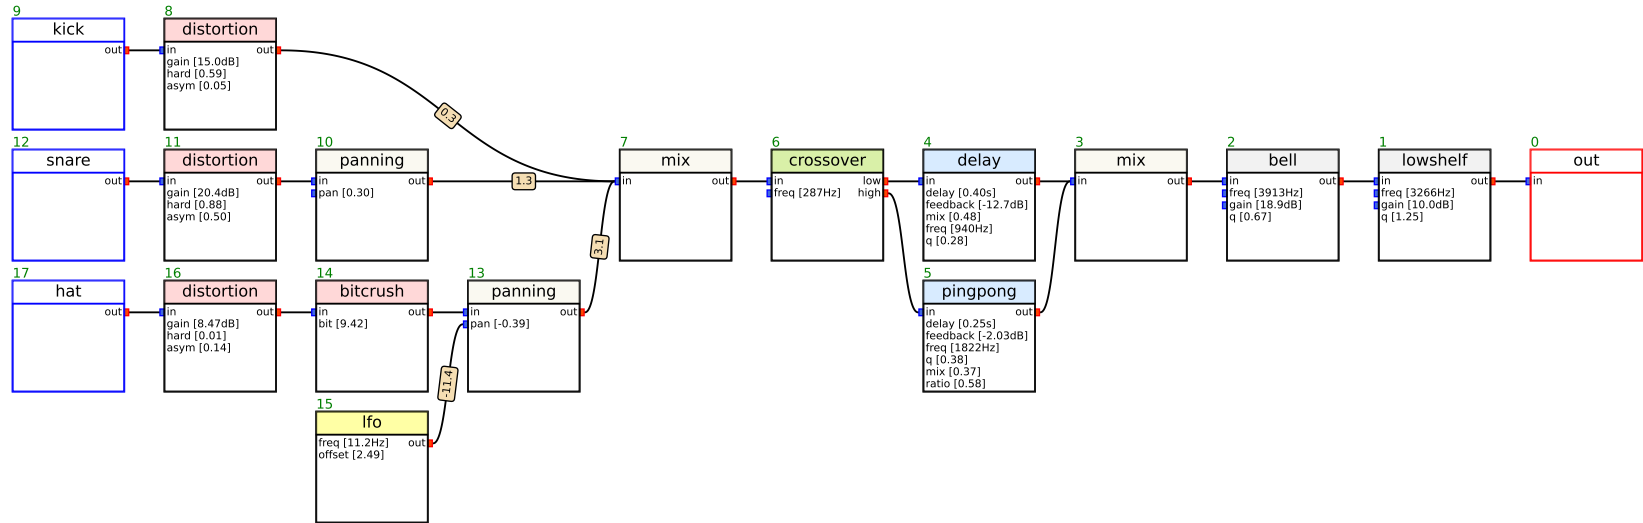 9
kick
out
8
distortion
in out
gain [15.0dB]
hard [0.59]
asym [0.05]
0.3
12
snare
out
11
distortion
in out
gain [20.4dB]
hard [0.88]
asym [0.50]
10
panning
in out
pan [0.30]
1.3
7
mix
in out
6
crossover
in low
freq [287Hz] high
4
delay
in out
delay [0.40s]
feedback [-12.7dB]
mix [0.48]
freq [940Hz]
q [0.28]
3
mix
in out
2
bell
in out
freq [3913Hz]
gain [18.9dB]
q [0.67]
1
lowshelf
in out
freq [3266Hz]
gain [10.0dB]
q [1.25]
0
out
in
17
hat
out
16
distortion
in out
gain [8.47dB]
hard [0.01]
asym [0.14]
14
bitcrush
in out
bit [9.42]
13
panning
in out
pan [-0.39]
3.1
5
pingpong
in out
delay [0.25s]
feedback [-2.03dB]
freq [1822Hz]
q [0.38]
mix [0.37]
ratio [0.58]
-11.4
15
lfo
freq [11.2Hz] out
offset [2.49]